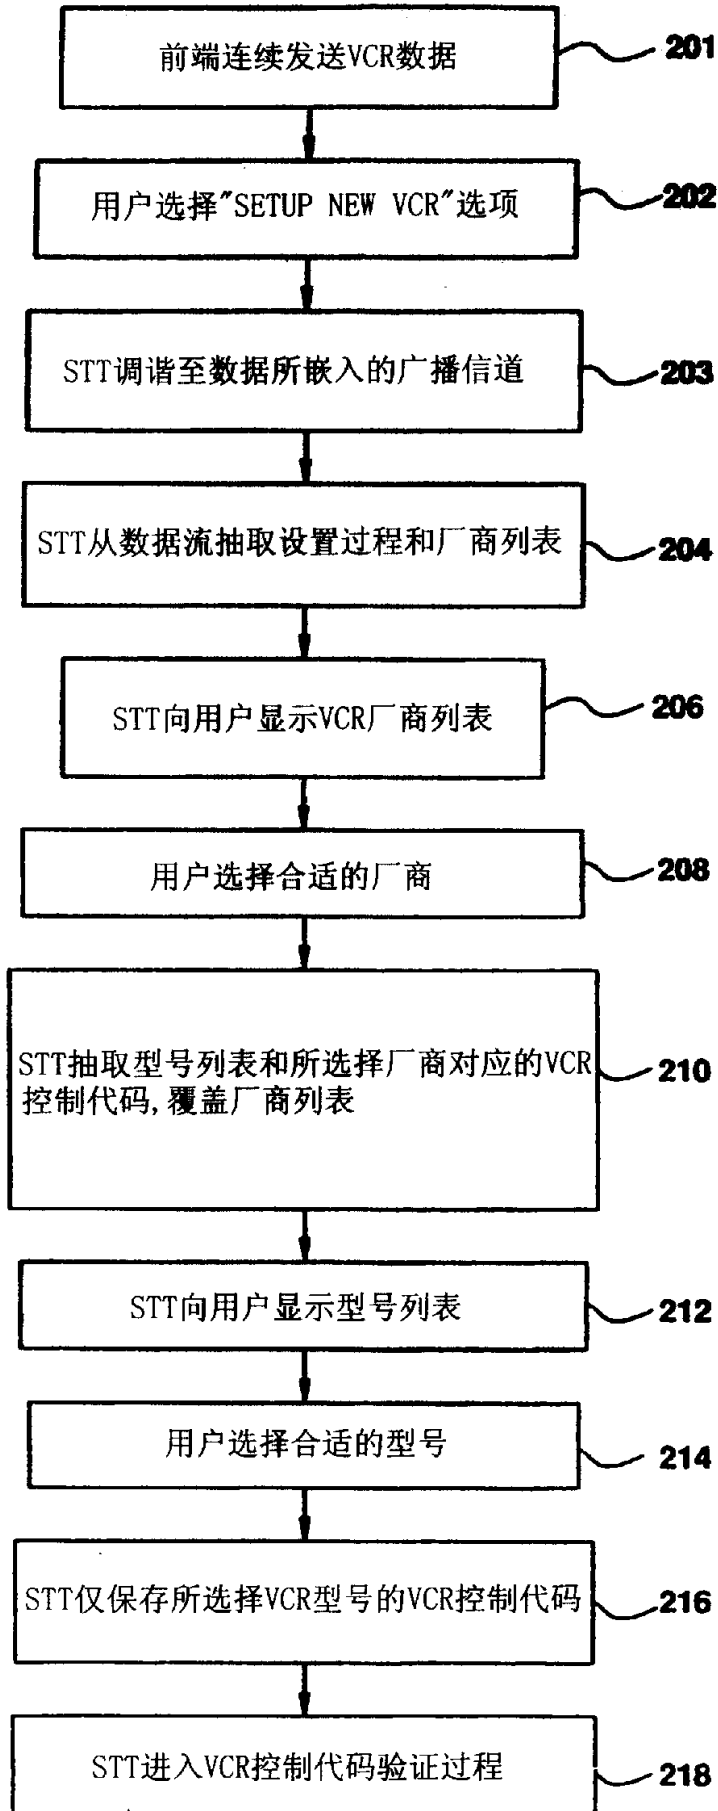 前端连续发送VCR数据
201
用户选择"SETUP NEW VCR"选项
202
STT调谐至数据所嵌入的广播信道
203
STT从数据流抽取设置过程和厂商列表
204
STT向用户显示VCR厂商列表
206
用户选择合适的厂商
208
STT抽取型号列表和所选择厂商对应的VCR
控制代码,覆盖厂商列表
210
STT向用户显示型号列表
212
用户选择合适的型号
214
STT仅保存所选择VCR型号的VCR控制代码
216
STT进入VCR控制代码验证过程
218